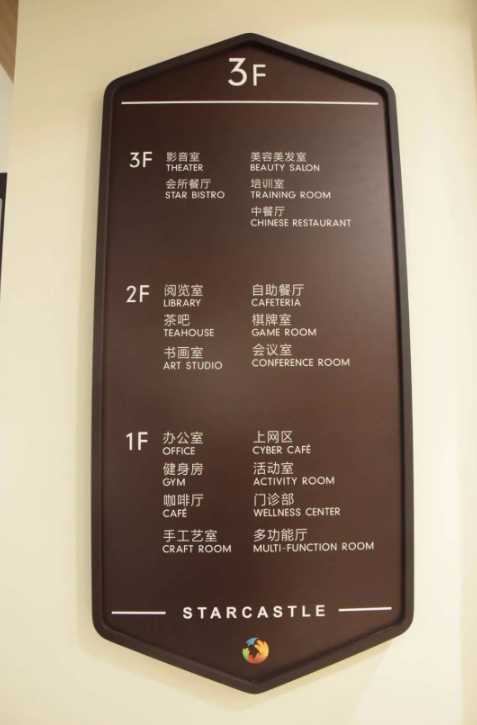 3F
3F
影音室
THEATER
美容美发室
BEAUTY SALON
会所餐厅
STAR BISTRO
培训室
TRAINING ROOM
中餐厅
CHINESE RESTAURANT
2F
阅览室
LIBRARY
自助餐厅
CAFETERIA
茶吧
TEAHOUSE
棋牌室
GAME ROOM
书画室
ART STUDIO
会议室
CONFERENCE ROOM
1F
办公室
OFFICE
上网区
CYBER CAFÉ
健身房
GYM
活动室
ACTIVITY ROOM
咖啡厅
CAFÉ
门诊部
WELLNESS CENTER
手工艺室
CRAFT ROOM
多功能厅
MULTI-FUNCTION ROOM
STARCASTLE